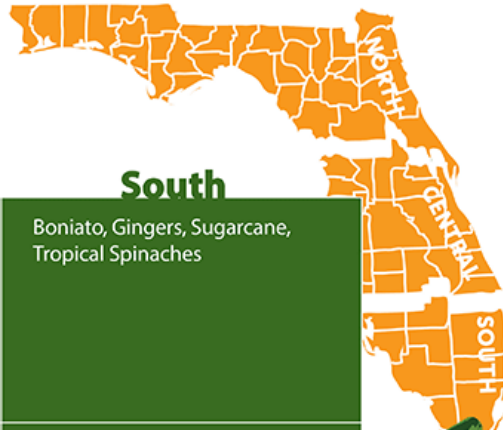 NORTH
South
Boniato, Gingers, Sugarcane,
Tropical Spinaches
CENTRAL
SOUTH